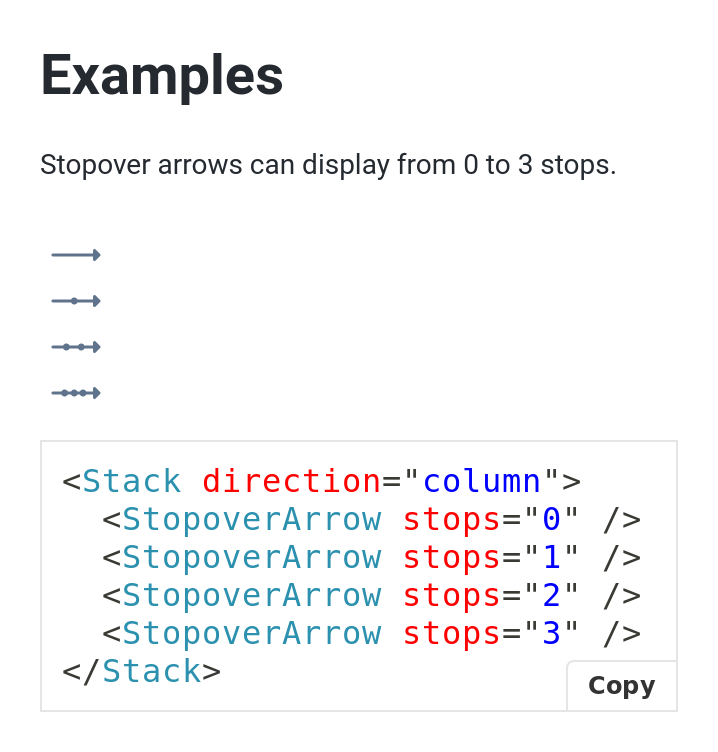 Examples
Stopover arrows can display from 0 to 3 stops.
<Stack direction="column">
  <StopoverArrow stops="0" />
  <StopoverArrow stops="1" />
  <StopoverArrow stops="2" />
  <StopoverArrow stops="3" />
</Stack>
Copy